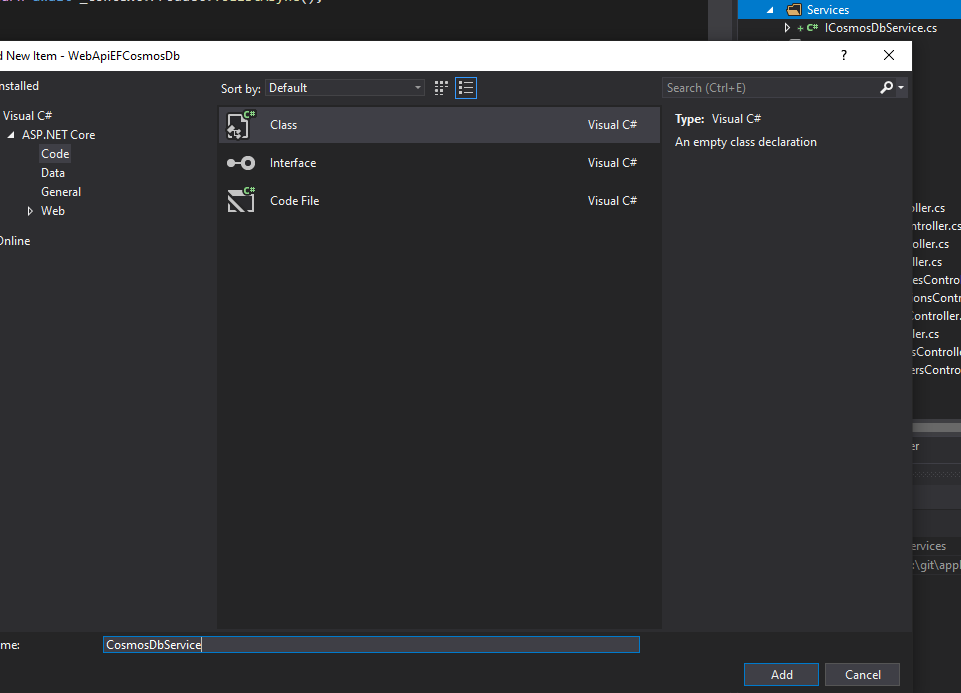 Services
ICosmosDbService.cs
New Item - WebApiEFCosmosDb
?
Sort by: Default
Search (Ctrl+E)
Visual C#
ASP.NET Core
Code
Data
General
Web
Class Visual C#
Interface Visual C#
Code File Visual C#
Type: Visual C#
An empty class declaration
ller.cs
ntroller.cs
oller.cs
ller.cs
esContro
onsContr
Controller.
ler.cs
sControlle
ersContro
er
ervices
:\git\appl
nstalled
Online
me: CosmosDbService
Add Cancel